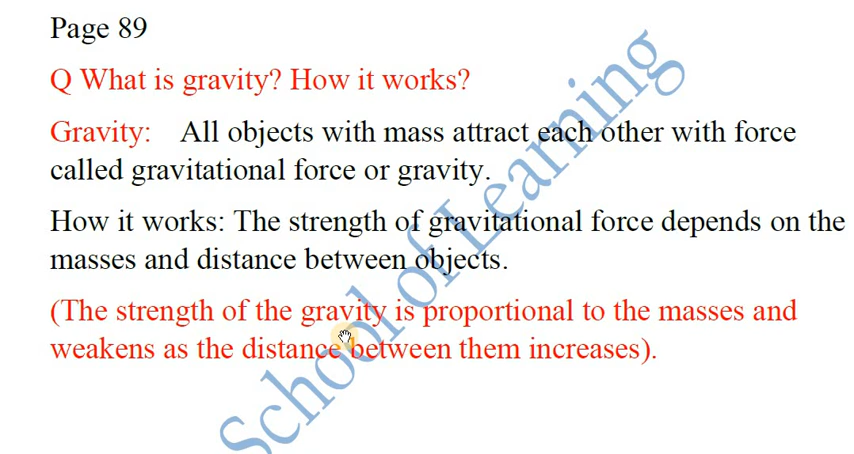 Page 89
Q What is gravity? How it works?
Gravity: All objects with mass attract each other with force
called gravitational force or gravity.
How it works: The strength of gravitational force depends on the
masses and distance between objects.
(The strength of the gravity is proportional to the masses and
weakens as the distance between them increases).
School of Learning